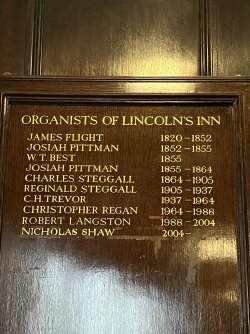 ORGANISTS OF LINCOLN'S INN
JAMES FLIGHT 1820-1852
JOSIAH PITTMAN 1852-1855
W.T. BEST 1855
JOSIAH PITTMAN 1855-1864
CHARLES STEGGALL 1864-1905
REGINALD STEGGALL 1905-1937
C.H. TREVOR 1937-1964
CHRISTOPHER REGAN 1964-1988
ROBERT LANGSTON 1988-2004
NICHOLAS SHAW 2004-